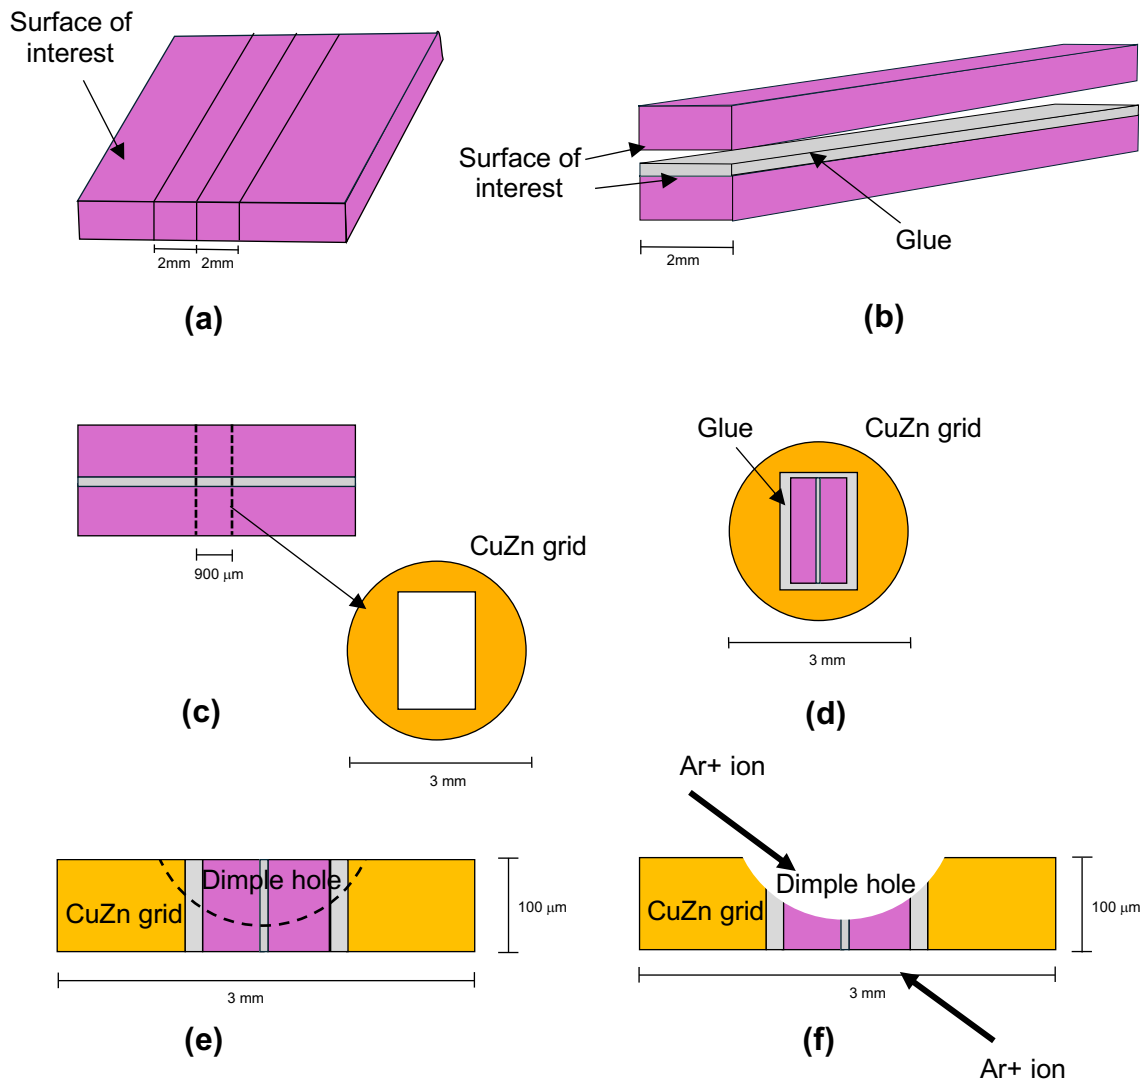 Surface of
interest
2mm
2mm
(a)
Surface of
interest
Glue
2mm
(b)
900 μm
CuZn grid
3 mm
(c)
Glue
CuZn grid
3 mm
(d)
Dimple hole
CuZn grid
100 μm
3 mm
(e)
Ar+ ion
Dimple hole
CuZn grid
100 μm
3 mm
Ar+ ion
(f)